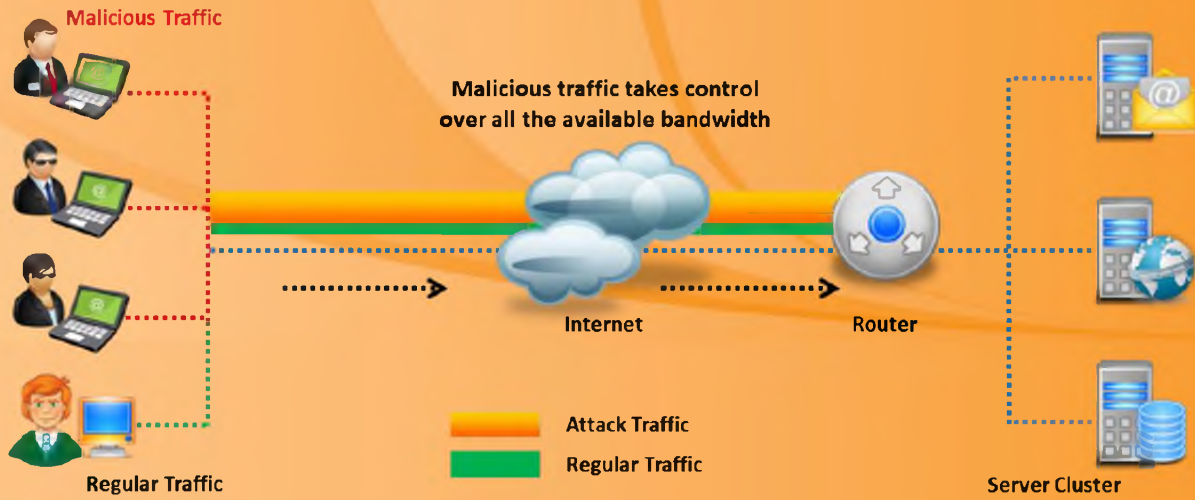 Malicious Traffic
Malicious traffic takes control
over all the available bandwidth
Internet
Router
Attack Traffic
Regular Traffic
Regular Traffic
Server Cluster